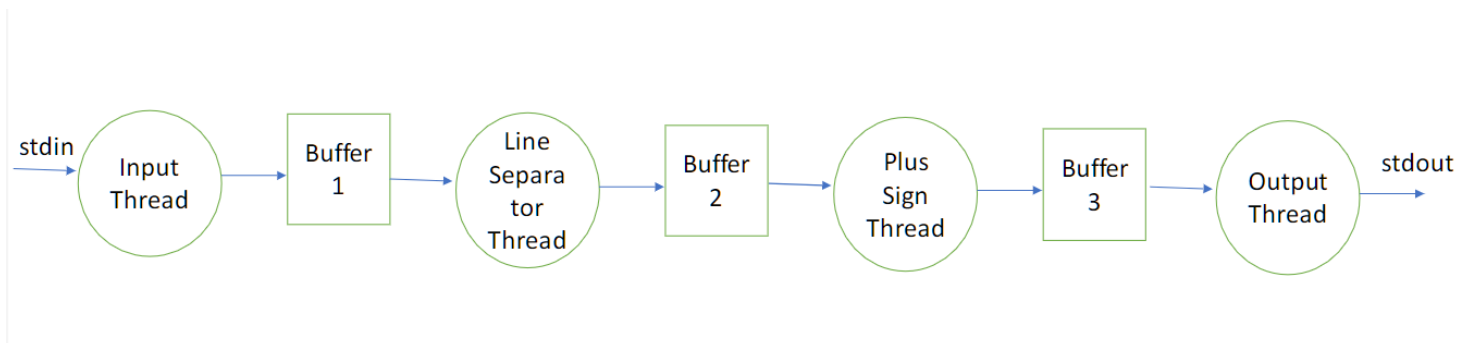 stdin
Input
Thread
Buffer
1
Line
Separa
tor
Thread
Buffer
2
Plus
Sign
Thread
Buffer
3
Output
Thread
stdout